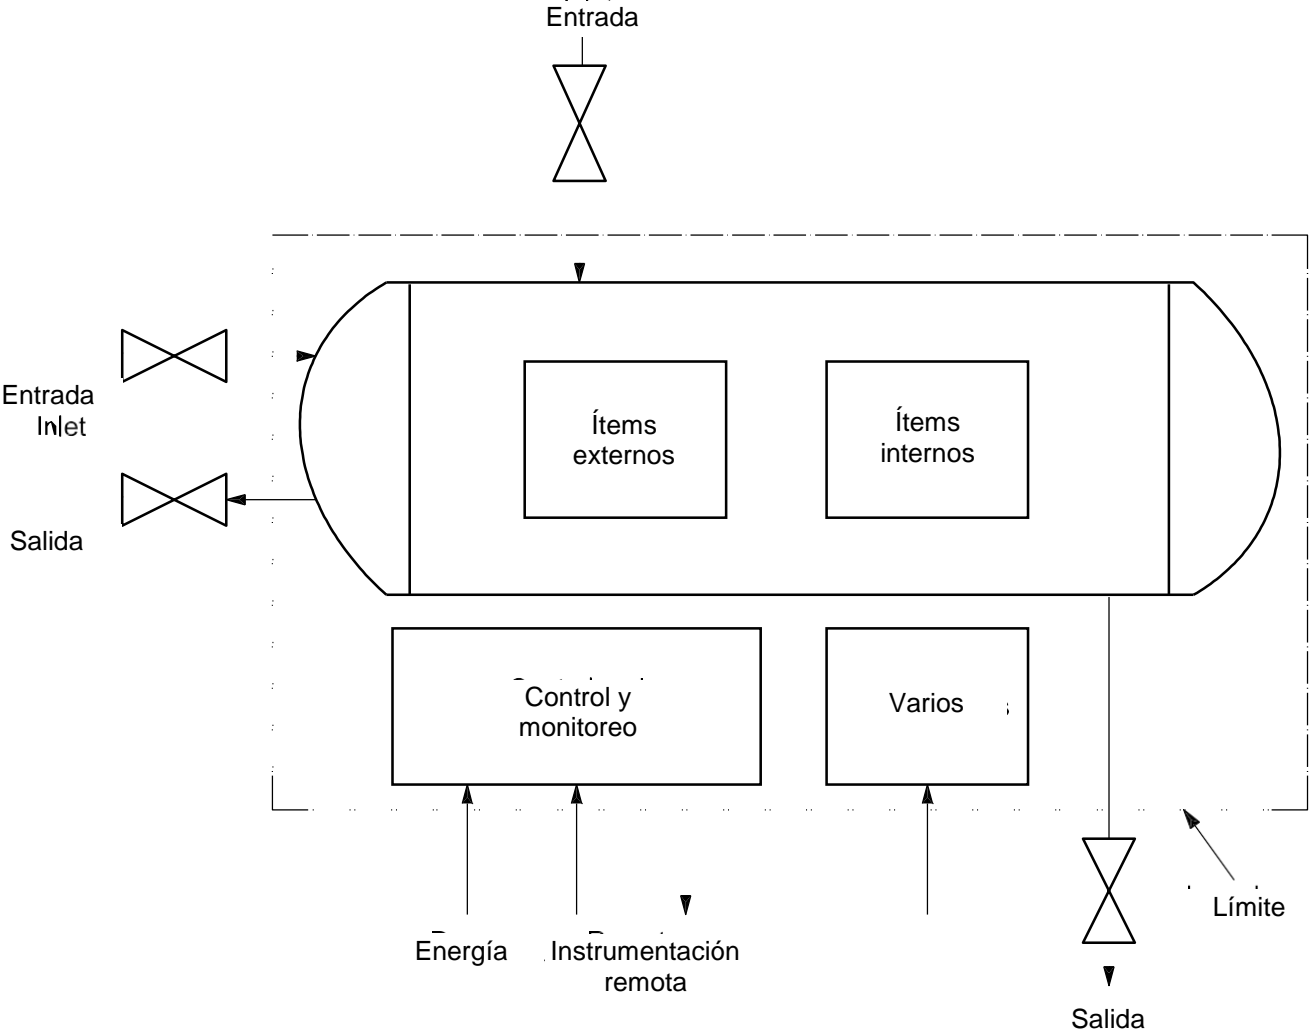 Entrada
Entrada
Inlet
Ítems
externos
Ítems
internos
Salida
Control y
monitoreo
Varios
Límite
Energía
Instrumentación
remota
Salida